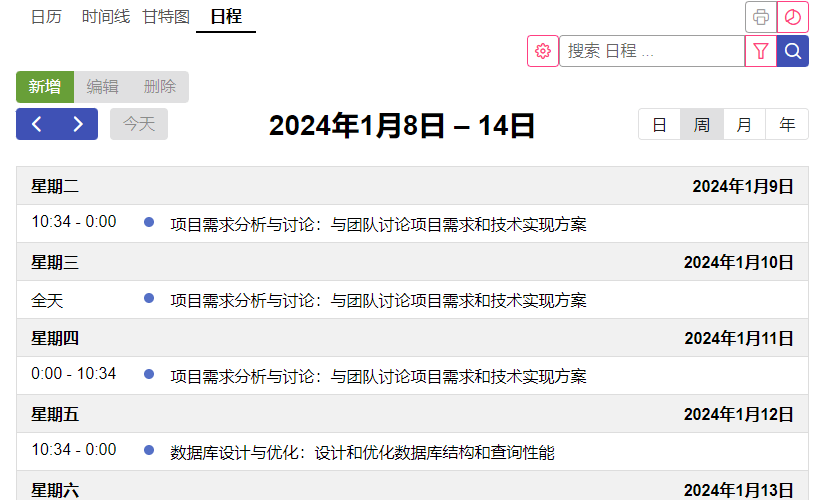 日历 时间线 甘特图 日程
搜索 日程 ...
新增 编辑 删除
今天 2024年1月8日 – 14日 日 周 月 年
星期二 2024年1月9日
10:34 - 0:00 项目需求分析与讨论：与团队讨论项目需求和技术实现方案
星期三 2024年1月10日
全天 项目需求分析与讨论：与团队讨论项目需求和技术实现方案
星期四 2024年1月11日
0:00 - 10:34 项目需求分析与讨论：与团队讨论项目需求和技术实现方案
星期五 2024年1月12日
10:34 - 0:00 数据库设计与优化：设计和优化数据库结构和查询性能
星期六 2024年1月13日